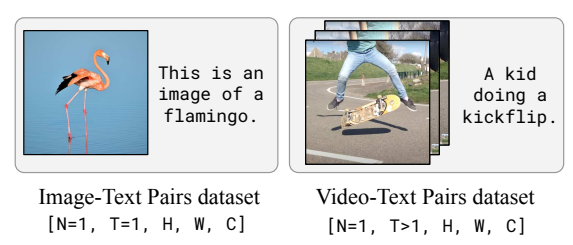 This is an
image of a
flamingo.
A kid
doing a
kickflip.
Image-Text Pairs dataset
[N=1, T=1, H, W, C]
Video-Text Pairs dataset
[N=1, T>1, H, W, C]